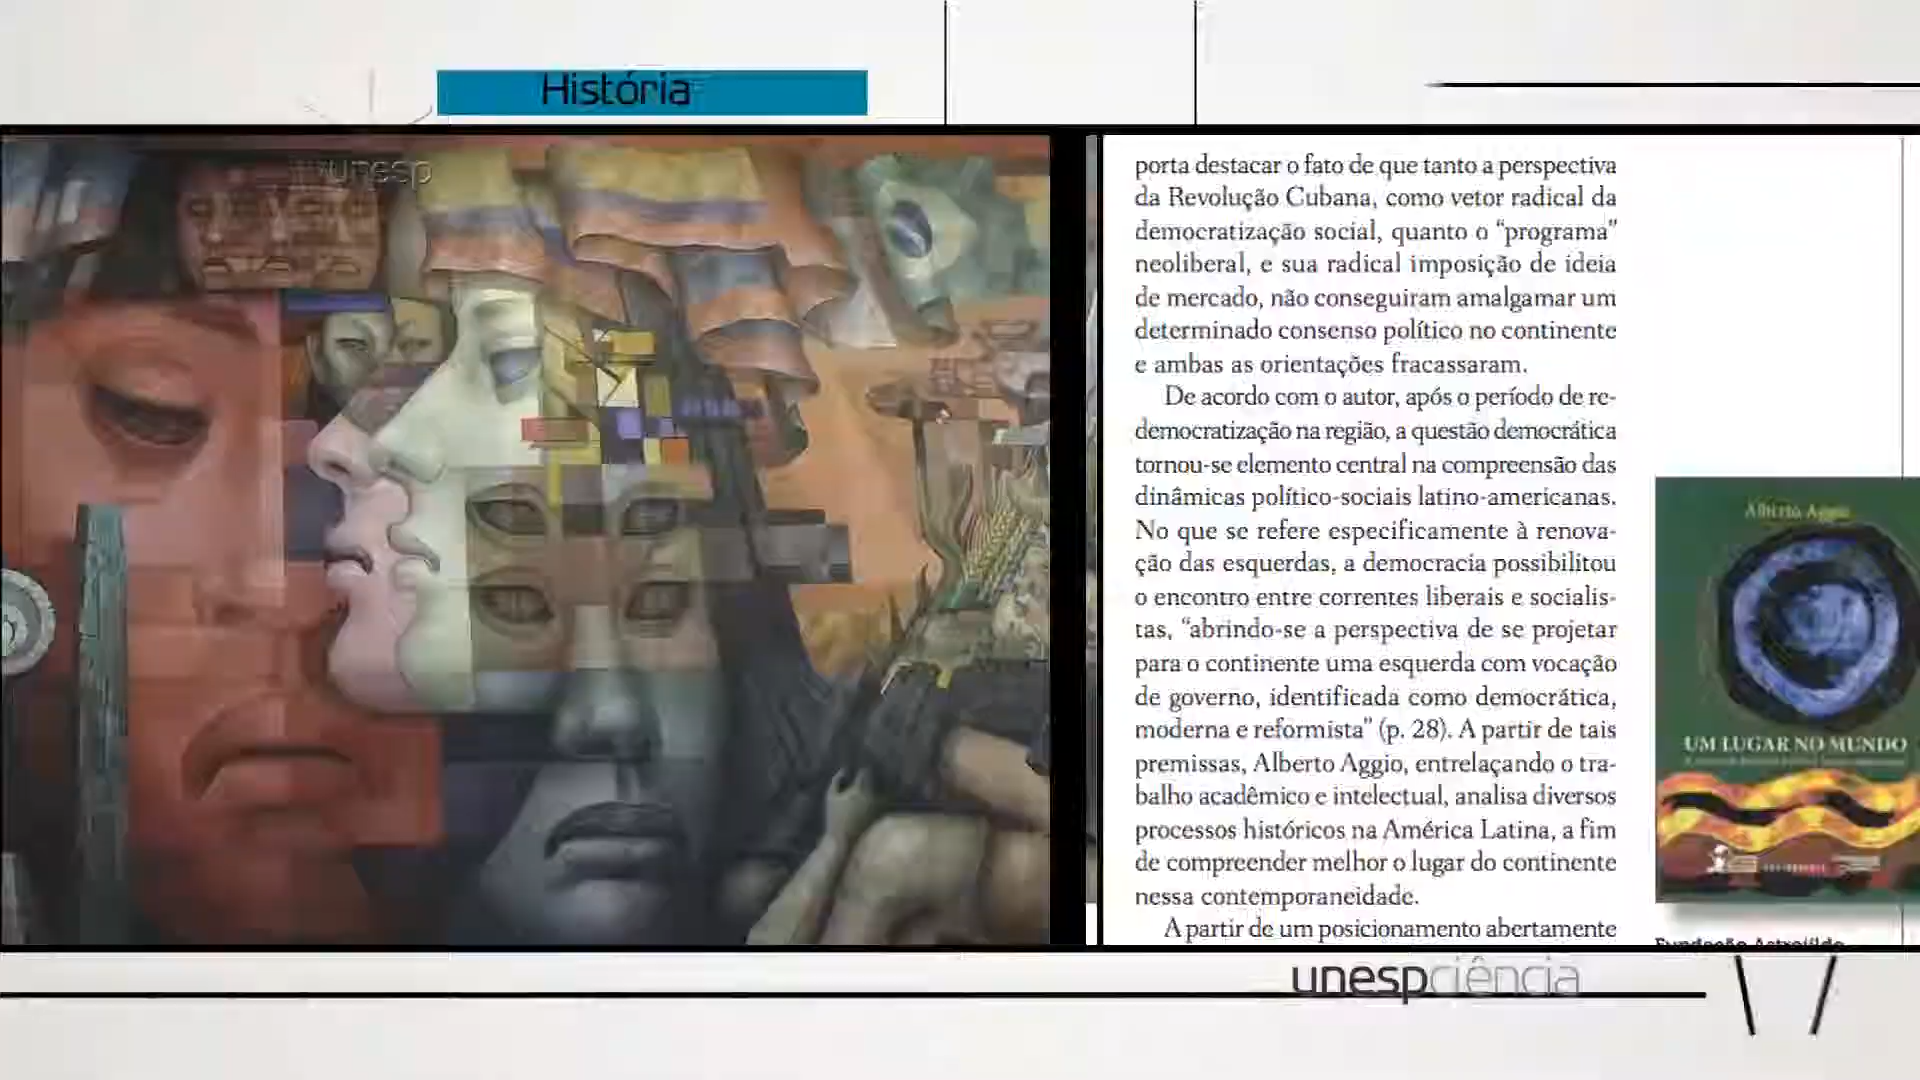 História
unesp
porta destacar o fato de que tanto a perspectiva
da Revolução Cubana, como vetor radical da
democratização social, quanto o “programa”
neoliberal, e sua radical imposição de ideia
de mercado, não conseguiram amalgamar um
determinado consenso político no continente
e ambas as orientações fracassaram.
De acordo com o autor, após o período de re-
democratização na região, a questão democrática
tornou-se elemento central na compreensão das
dinâmicas político-sociais latino-americanas.
No que se refere especificamente à renova-
ção das esquerdas, a democracia possibilitou
o encontro entre correntes liberais e socialis-
tas, “abrindo-se a perspectiva de se projetar
para o continente uma esquerda com vocação
de governo, identificada como democrática,
moderna e reformista” (p. 28). A partir de tais
premissas, Alberto Aggio, entrelaçando o tra-
balho acadêmico e intelectual, analisa diversos
processos históricos na América Latina, a fim
de compreender melhor o lugar do continente
nessa contemporaneidade.
A partir de um posicionamento abertamente
Alberto Aggio
UM LUGAR NO MUNDO
Fundação Astrojildo
unespciência